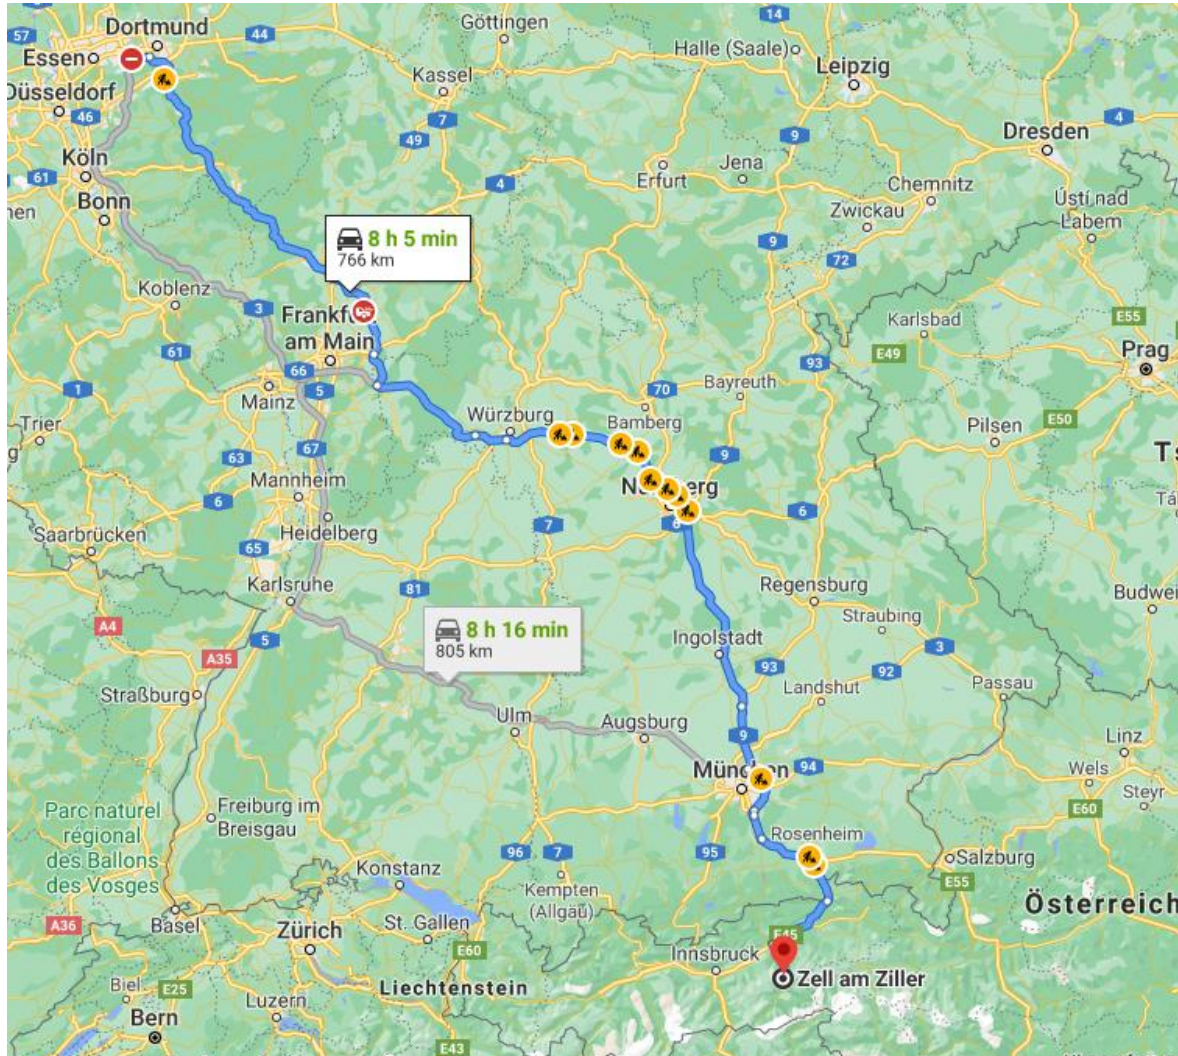 Göttingen
14
57
Dortmund
44
Halle (Saale)
Essen
Kassel
Leipzig
Düsseldorf
46
7
4
49
9
Dresden
Köln
Jena
61
Erfurt
4
Chemnitz
nen
Bonn
Zwickau
Ústí nad
Labem
8 h 5 min
766 km
9
72
Koblenz
3
Frankf
am Main
Karlsbad
E55
61
E49
Prag
66
93
1
5
70
Bayreuth
Mainz
Würzburg
Bamberg
E50
Trier
Pilsen
g
67
9
63
Mannheim
N
erg
6
7
6
6
Saarbrücken
Heidelberg
65
Karlsruhe
81
Regensburg
Budwei
A4
Straubing
8 h 16 min
805 km
5
Ingolstadt
3
A35
93
92
Straßburg
Landshut
Passau
Ulm
Augsburg
9
Linz
Mün
n
94
Wels
Steyr
Parc naturel
régional
des Ballons
des Vosges
Freiburg im
Breisgau
E60
Rosenheim
96
7
95
Konstanz
Salzburg
Kempten
(Allgäu)
E55
Österreich
A36
Basel
Zürich
St. Gallen
E45
E60
Innsbruck
Zell am Ziller
Biel
E25
Luzern
Liechtenstein
Bern
E43